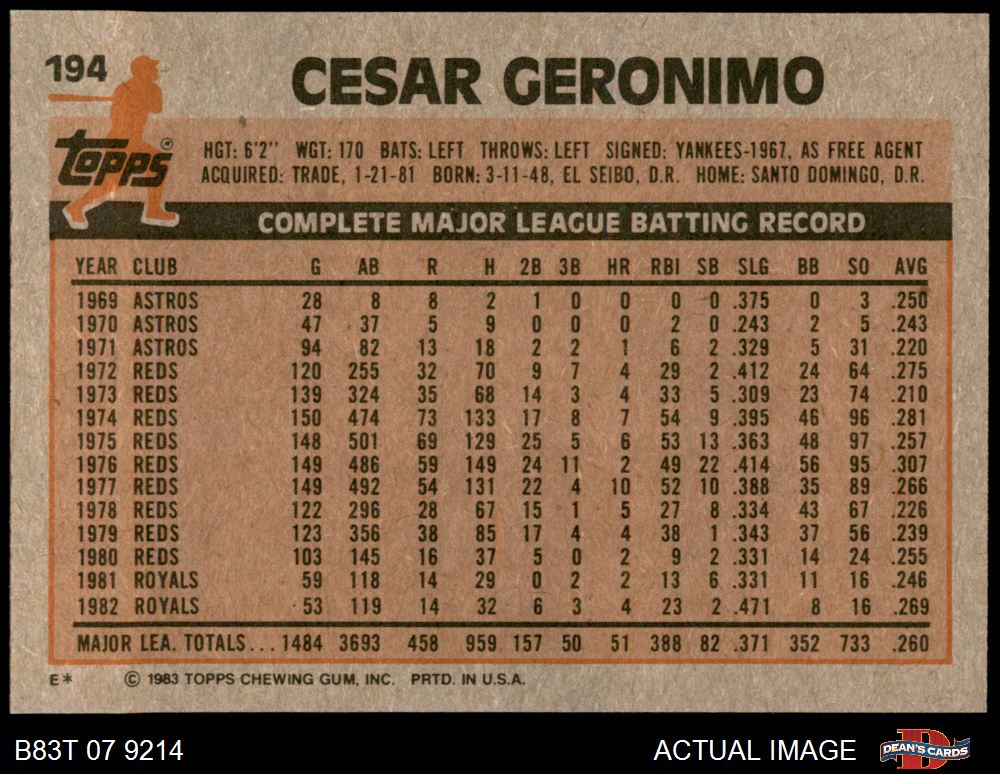 194
CESAR GERONIMO
topps®
HGT: 6'2" WGT: 170 BATS: LEFT THROWS: LEFT SIGNED: YANKEES-1967, AS FREE AGENT
ACQUIRED: TRADE, 1-21-81 BORN: 3-11-48, EL SEIBO, D.R. HOME: SANTO DOMINGO, D.R.
COMPLETE MAJOR LEAGUE BATTING RECORD
YEAR CLUB G AB R H 2B 3B HR RBI SB SLG BB SO AVG
1969 ASTROS 28 8 8 2 1 0 0 0 0 .375 0 3 .250
1970 ASTROS 47 37 5 9 0 0 0 2 0 .243 2 5 .243
1971 ASTROS 94 82 13 18 2 2 1 6 2 .329 5 31 .220
1972 REDS 120 255 32 70 9 7 4 29 2 .412 24 64 .275
1973 REDS 139 324 35 68 14 3 4 33 5 .309 23 74 .210
1974 REDS 150 474 73 133 17 8 7 54 9 .395 46 96 .281
1975 REDS 148 501 69 129 25 5 6 53 13 .363 48 97 .257
1976 REDS 149 486 59 149 24 11 2 49 22 .414 56 95 .307
1977 REDS 149 492 54 131 22 4 10 52 10 .388 35 89 .266
1978 REDS 122 296 28 67 15 1 5 27 8 .334 43 67 .226
1979 REDS 123 356 38 85 17 4 4 38 1 .343 37 56 .239
1980 REDS 103 145 16 37 5 0 2 9 2 .331 14 24 .255
1981 ROYALS 59 118 14 29 0 2 2 13 6 .331 11 16 .246
1982 ROYALS 53 119 14 32 6 3 4 23 2 .471 8 16 .269
MAJOR LEA. TOTALS... 1484 3693 458 959 157 50 51 388 82 .371 352 733 .260
E* © 1983 TOPPS CHEWING GUM, INC. PRTD. IN U.S.A.
B83T 07 9214 ACTUAL IMAGE DEAN'S CARDS